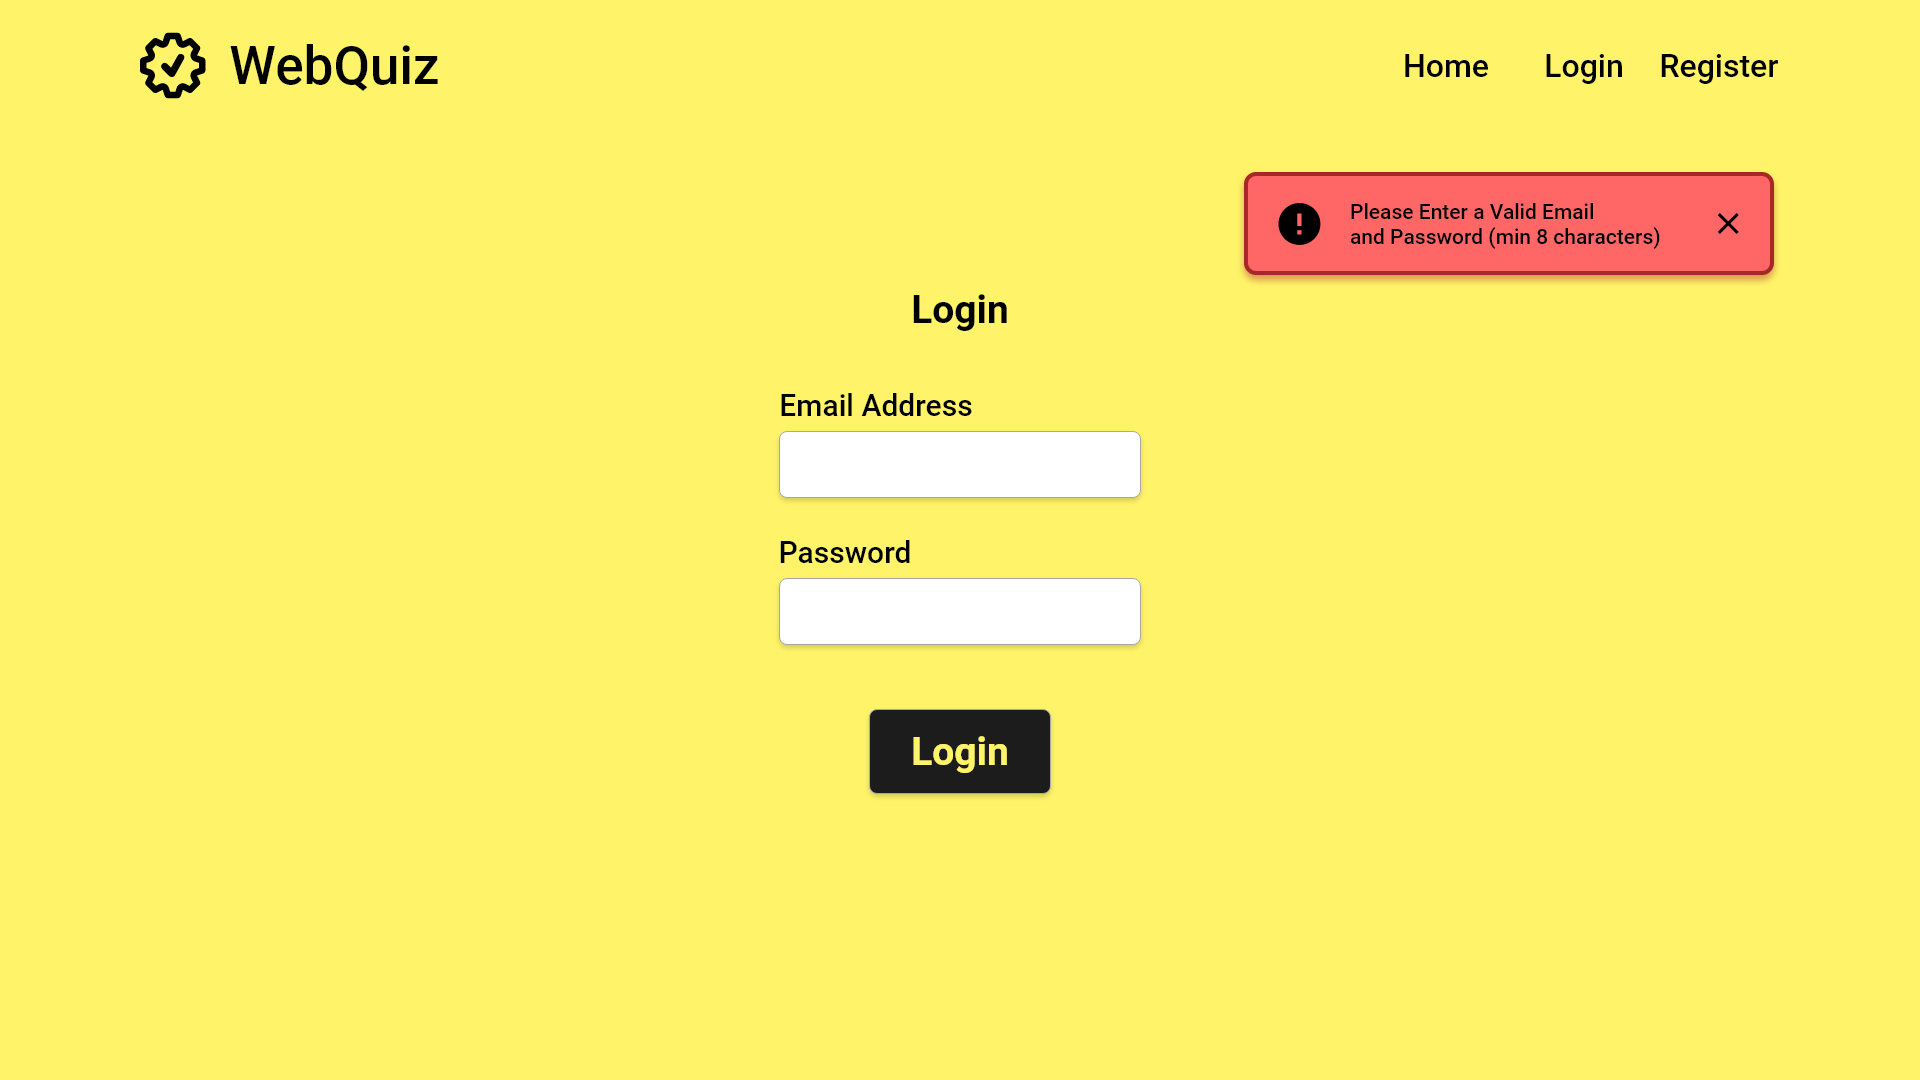 WebQuiz
Home
Login
Register
Please Enter a Valid Email
and Password (min 8 characters)
Login
Email Address
Password
Login